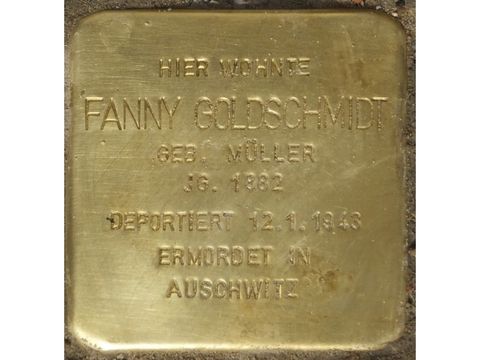 HIER WOHNTE
FANNY GOLDSCHMIDT
GEB. MÜLLER
JG. 1882
DEPORTIERT 12.1.1943
ERMORDET IN
AUSCHWITZ